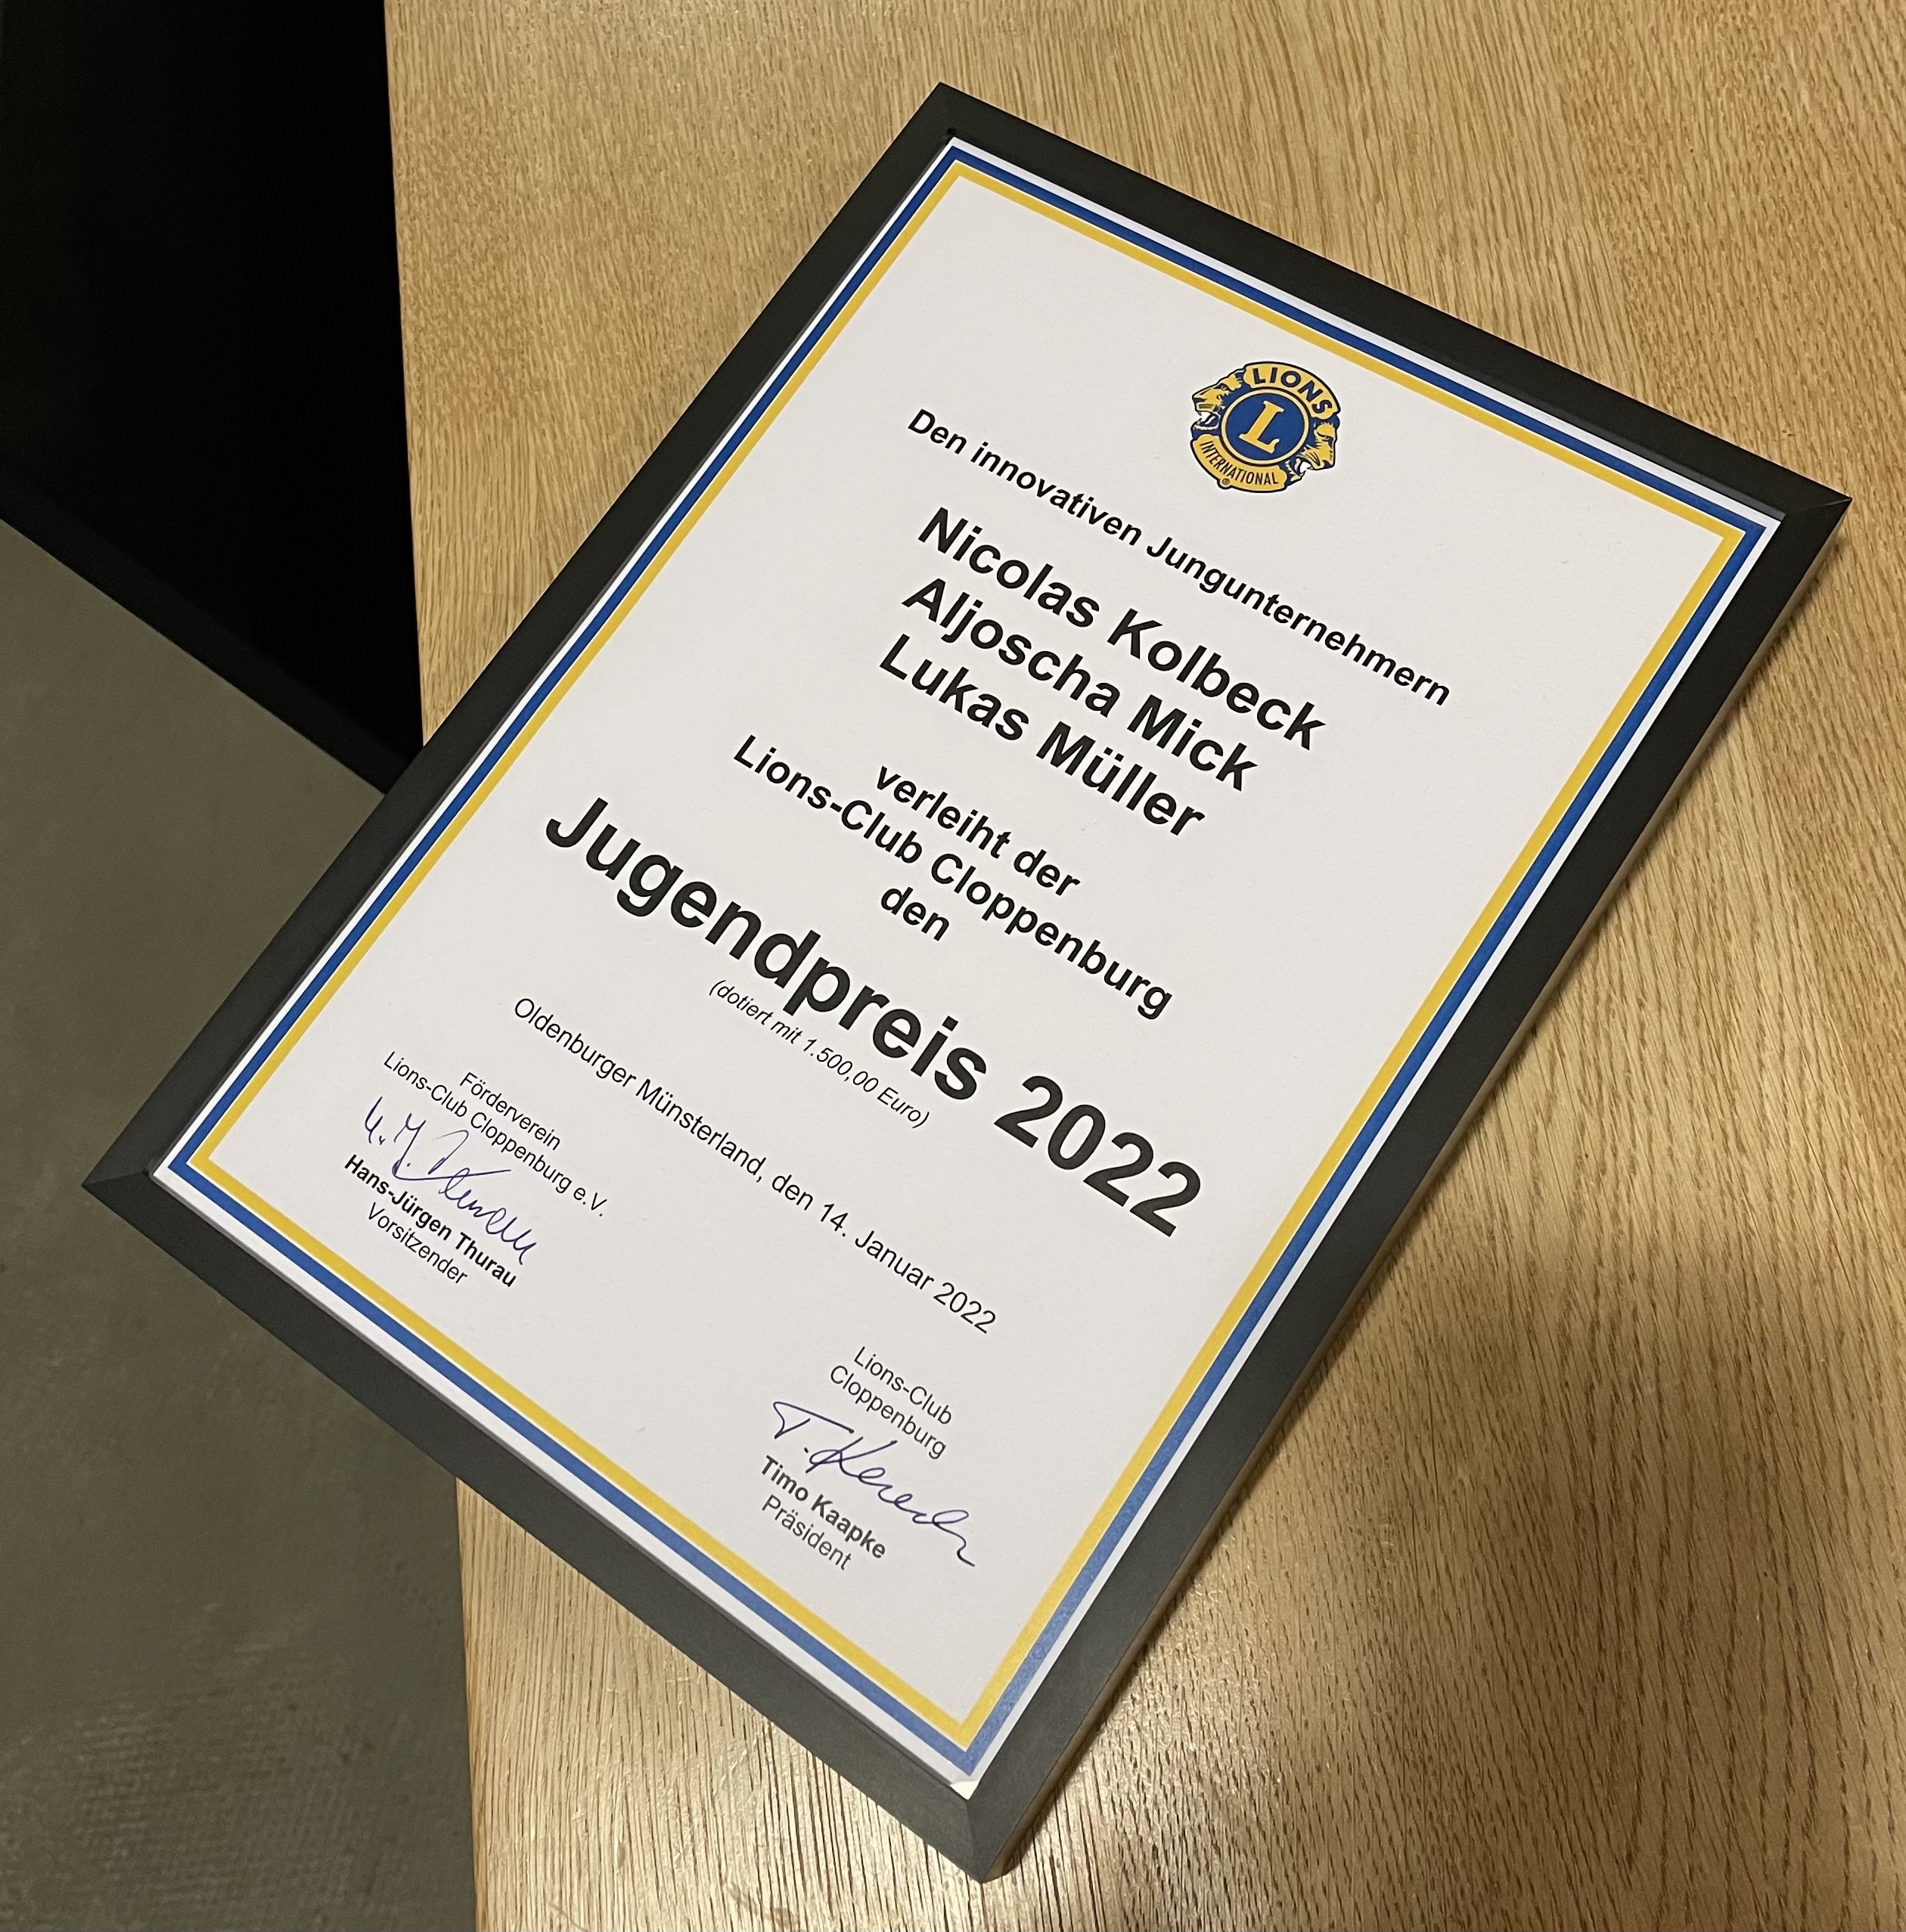 LIONS
L
INTERNATIONAL
®
Den innovativen Jungunternehmern
Nicolas Kolbeck
Aljoscha Mick
Lukas Müller
verleiht der
Lions-Club Cloppenburg
den
Jugendpreis 2022
(dotiert mit 1.500,00 Euro)
Oldenburger Münsterland, den 14. Januar 2022
Förderverein
Lions-Club Cloppenburg e.V.
Hans-Jürgen Thurau
Vorsitzender
Lions-Club
Cloppenburg
Timo Kaapke
Präsident